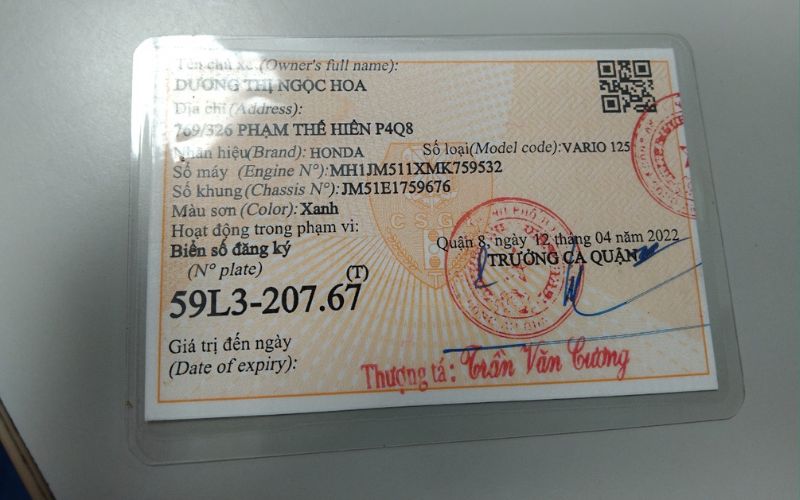 Tên chủ xe (Owner's full name):
DƯƠNG THỊ NGỌC HOA
Địa chỉ (Address):
769/326 PHẠM THẾ HIỂN P4Q8
Nhãn hiệu(Brand): HONDA Số loại(Model code):VARIO 125
Số máy (Engine N°):MH1JM511XMK759532
Số khung (Chassis N°): JM51E1759676
Màu sơn (Color): Xanh
Hoạt động trong phạm vi:
Biển số đăng ký
(N° plate)
Quận 8, ngày 12 tháng 04 năm 2022
TRƯỞNG CA QUẬN
(T)
59L3-207.67
Giá trị đến ngày
(Date of expiry):
Thượng tá: Trần Văn Cương
CSGT